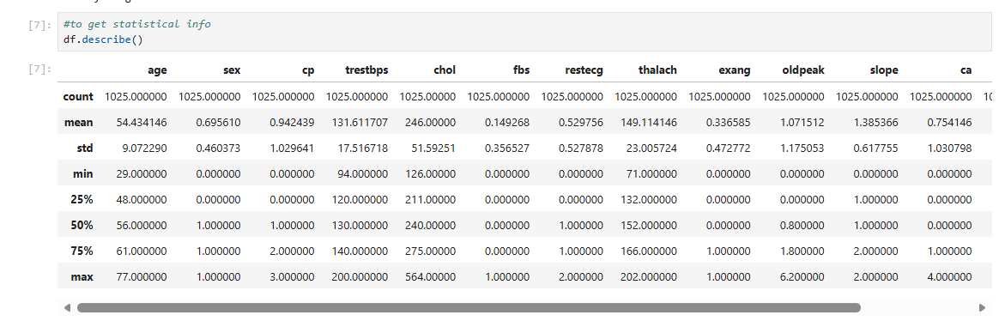 [7]: #to get statistical info
df.describe()
[7]: age sex cp trestbps chol fbs restecg thalach exang oldpeak slope ca
count 1025.000000 1025.000000 1025.000000 1025.000000 1025.00000 1025.000000 1025.000000 1025.000000 1025.000000 1025.000000 1025.000000 1025.000000 10
mean 54.434146 0.695610 0.942439 131.611707 246.00000 0.149268 0.529756 149.114146 0.336585 1.071512 1.385366 0.754146
std 9.072290 0.460373 1.029641 17.516718 51.59251 0.356527 0.527878 23.005724 0.472772 1.175053 0.617755 1.030798
min 29.000000 0.000000 0.000000 94.000000 126.00000 0.000000 0.000000 71.000000 0.000000 0.000000 0.000000 0.000000
25% 48.000000 0.000000 0.000000 120.000000 211.00000 0.000000 0.000000 132.000000 0.000000 0.000000 1.000000 0.000000
50% 56.000000 1.000000 1.000000 130.000000 240.00000 0.000000 1.000000 152.000000 0.000000 0.800000 1.000000 0.000000
75% 61.000000 1.000000 2.000000 140.000000 275.00000 0.000000 1.000000 166.000000 1.000000 1.800000 2.000000 1.000000
max 77.000000 1.000000 3.000000 200.000000 564.00000 1.000000 2.000000 202.000000 1.000000 6.200000 2.000000 4.000000